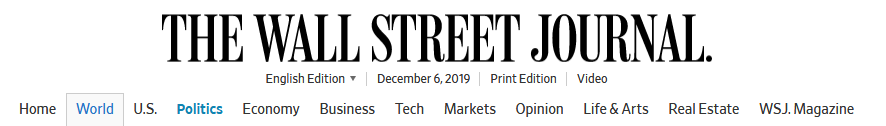 THE WALL STREET JOURNAL.
English Edition ▼ | December 6, 2019 | Print Edition | Video
Home World U.S. Politics Economy Business Tech Markets Opinion Life & Arts Real Estate WSJ. Magazine